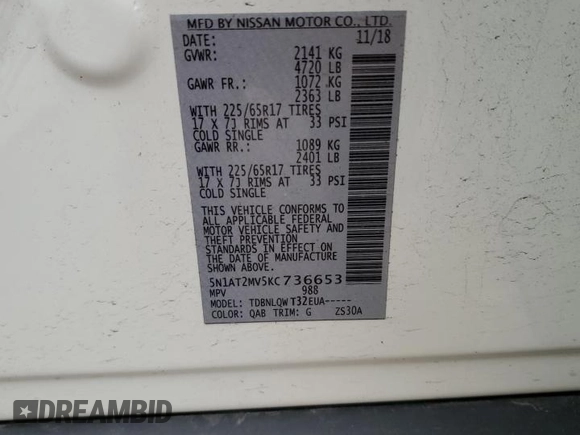 MFD BY NISSAN MOTOR CO., LTD.
DATE: 11/18
GVWR: 2141 KG
4720 LB
GAWR FR.: 1072 KG
2363 LB
WITH 225/65R17 TIRES
17 X 7J RIMS AT 33 PSI
COLD SINGLE
GAWR RR.: 1089 KG
2401 LB
WITH 225/65R17 TIRES
17 X 7J RIMS AT 33 PSI
COLD SINGLE
THIS VEHICLE CONFORMS TO
ALL APPLICABLE FEDERAL
MOTOR VEHICLE SAFETY AND
THEFT PREVENTION
STANDARDS IN EFFECT ON
THE DATE OF MANUFACTURE
SHOWN ABOVE.
5N1AT2MV5KC736653
MPV 988
MODEL: TDBNLQWT32EUA-----
COLOR: QAB TRIM: G ZS30A
DREAMBID